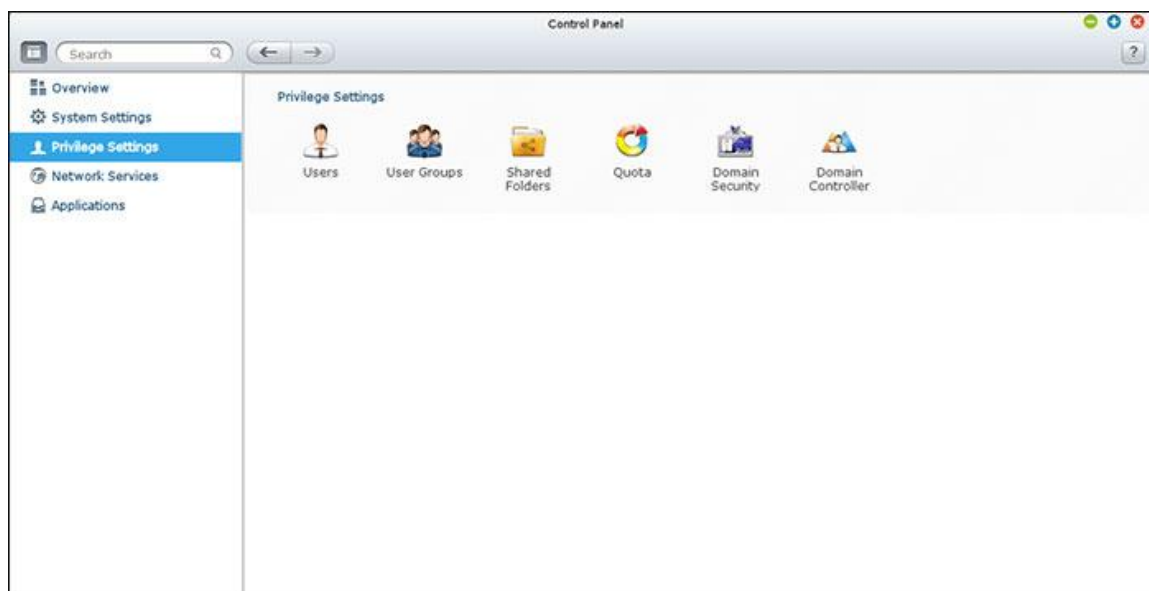 Control Panel
Search
?
Overview
System Settings
Privilege Settings
Network Services
Applications
Privilege Settings
Users
User Groups
Shared
Folders
Quota
Domain
Security
Domain
Controller